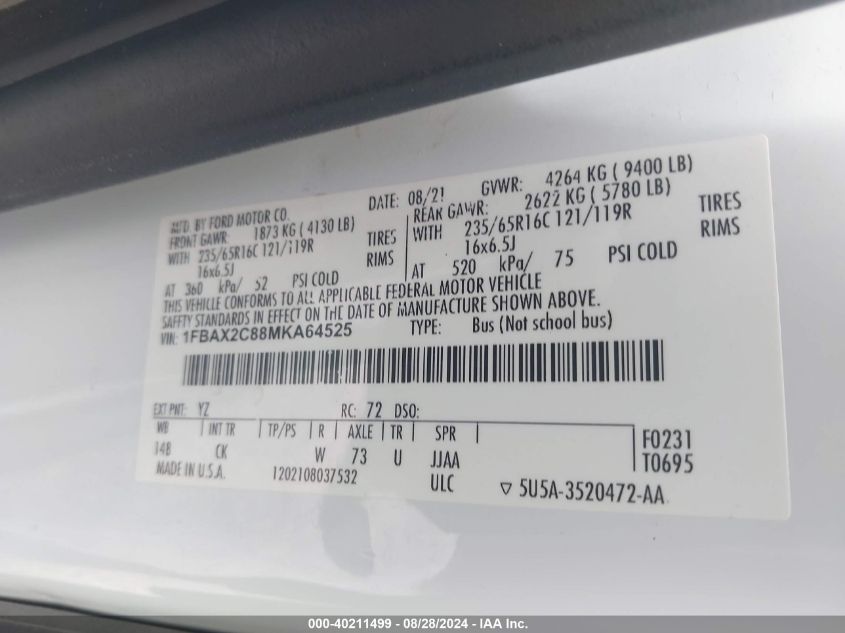 MFD. BY FORD MOTOR CO.
DATE: 08/21
GVWR: 4264 KG ( 9400 LB)
FRONT GAWR: 1873 KG ( 4130 LB)
REAR GAWR: 2622 KG ( 5780 LB)
WITH 235/65R16C 121/119R TIRES
WITH 235/65R16C 121/119R TIRES
16x6.5J RIMS
16x6.5J RIMS
AT 360 kPa/ 52 PSI COLD
AT 520 kPa/ 75 PSI COLD
THIS VEHICLE CONFORMS TO ALL APPLICABLE FEDERAL MOTOR VEHICLE
SAFETY STANDARDS IN EFFECT ON THE DATE OF MANUFACTURE SHOWN ABOVE.
VIN: 1FBAX2C88MKA64525
TYPE: Bus (Not school bus)
EXT PNT: YZ RC: 72 DSO:
WB INT TR TP/PS R AXLE TR SPR
148 CK W 73 U JJAA
F0231
T0695
MADE IN U.S.A. 1202108037532 ULC
▽ 5U5A-3520472-AA
000-40211499 - 08/28/2024 - IAA Inc.